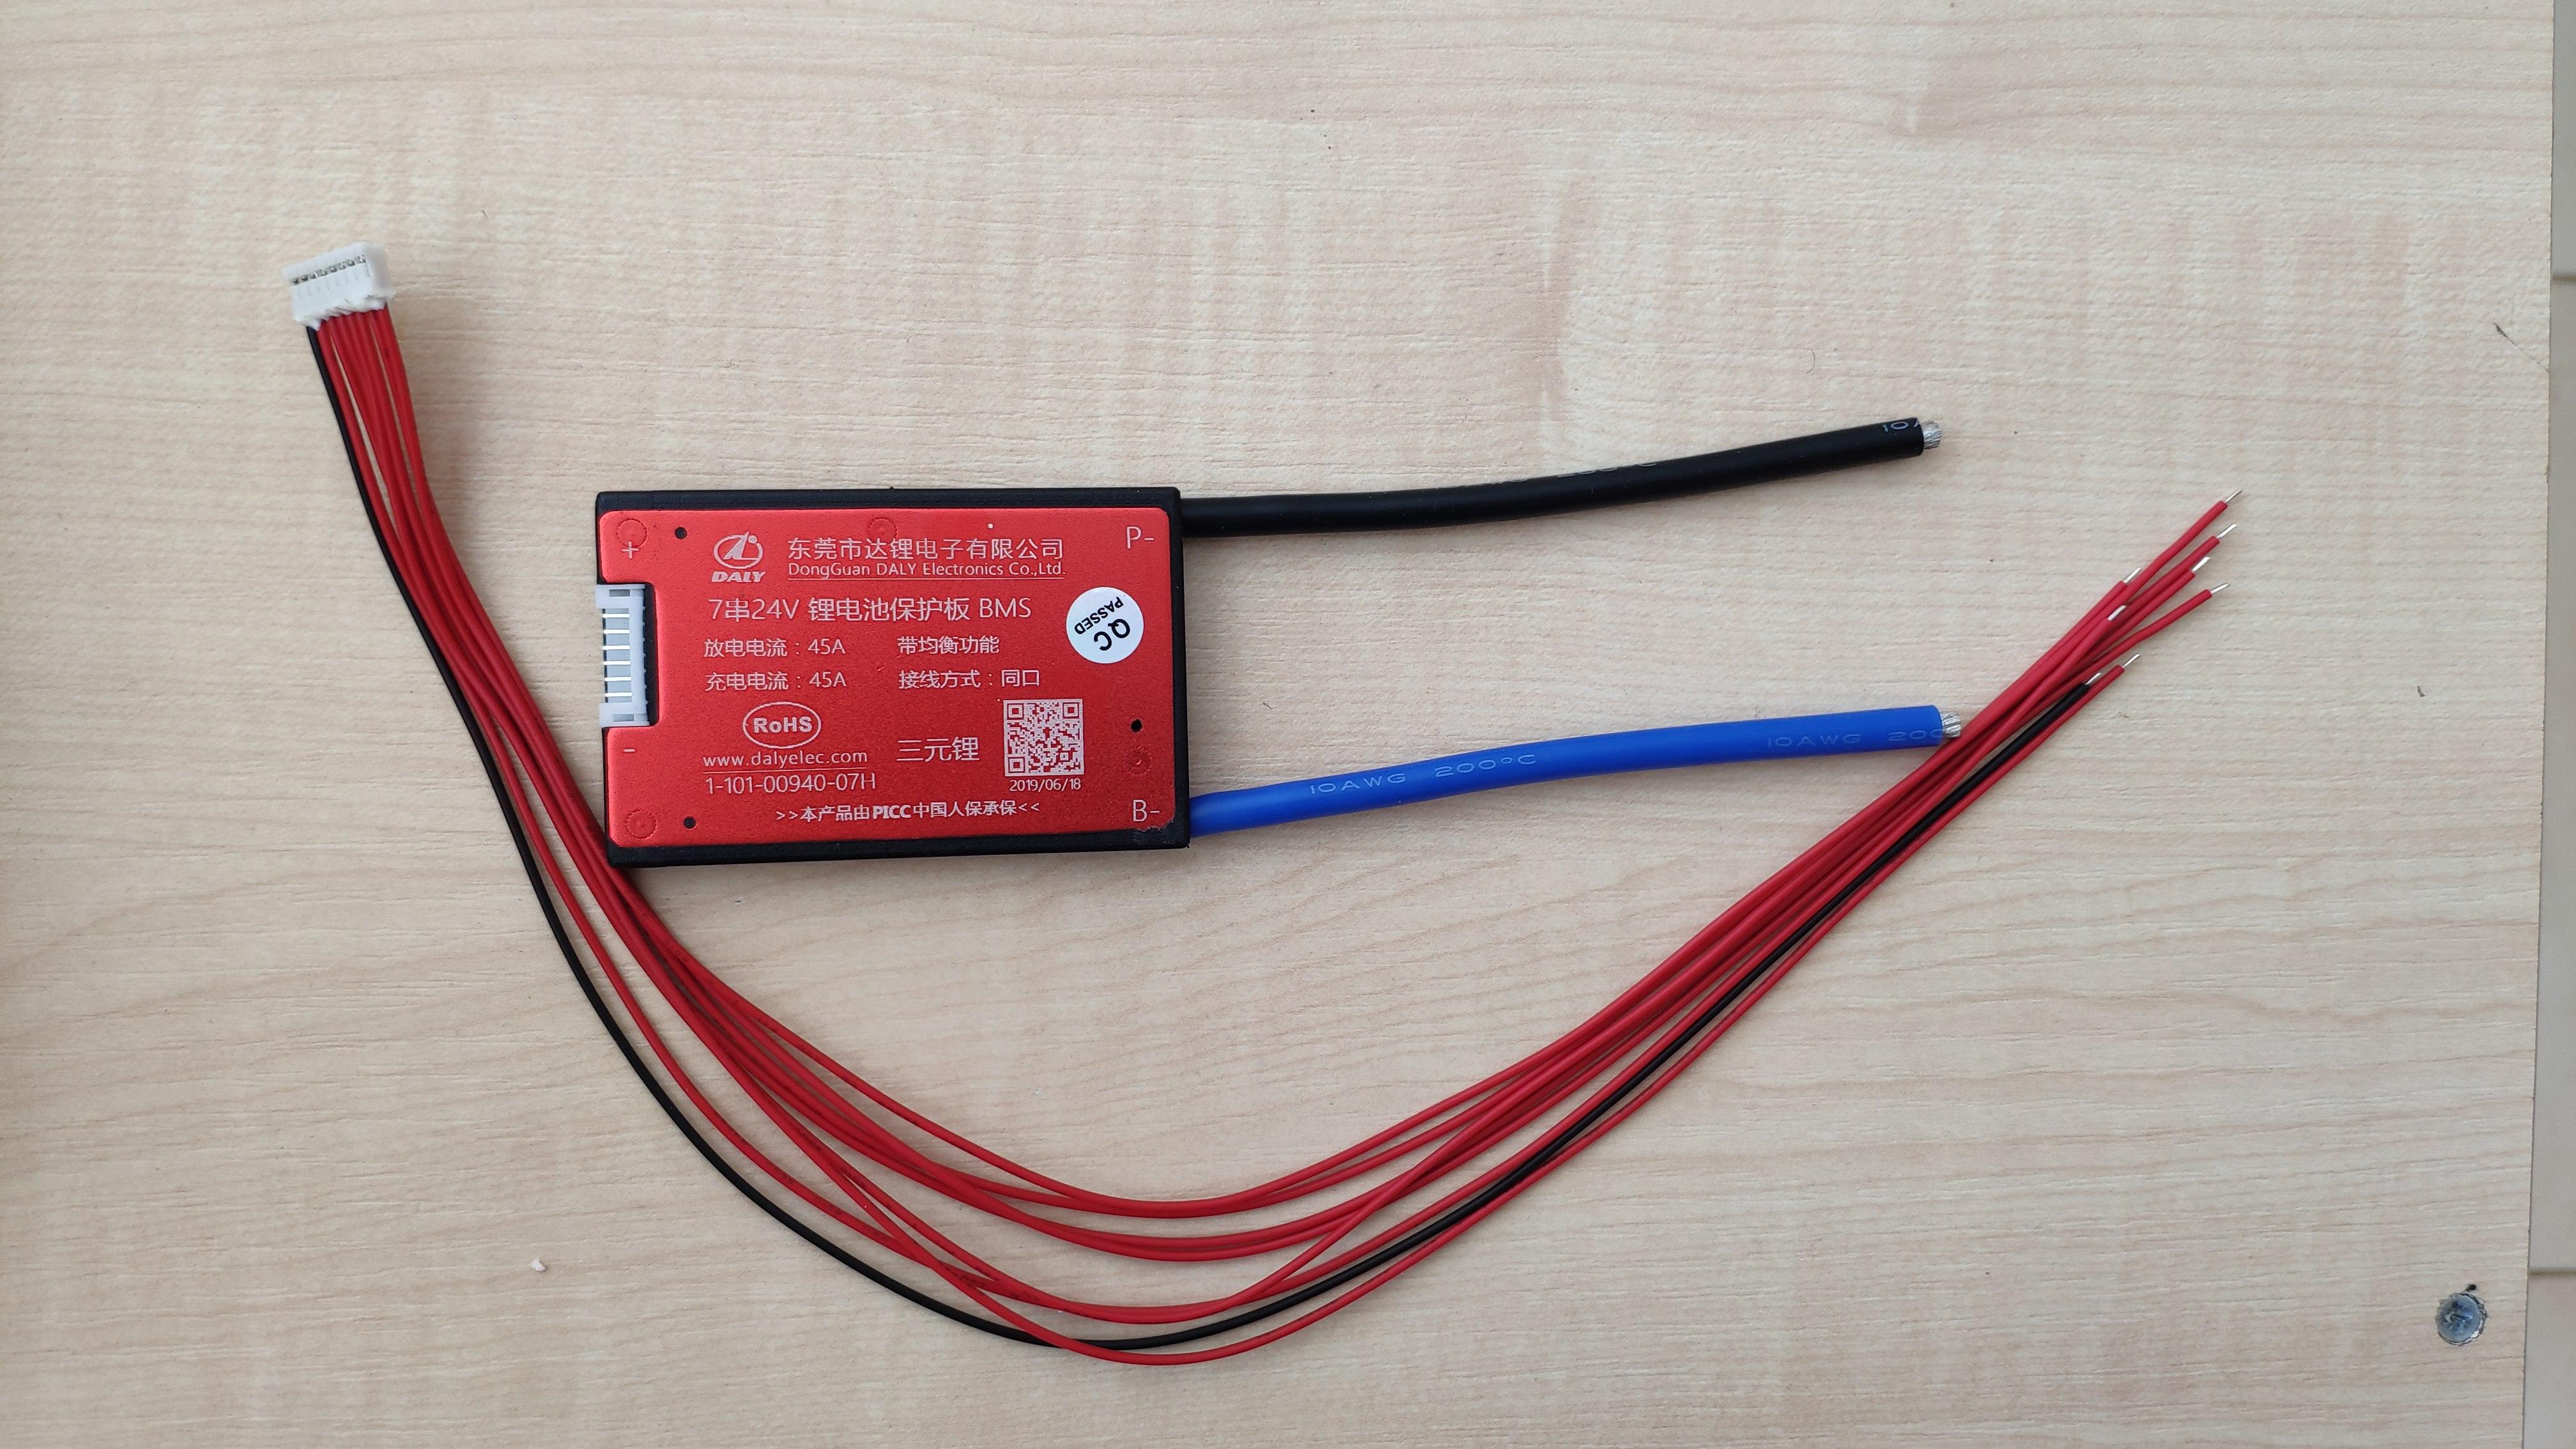 东莞市达锂电子有限公司
DongGuan DALY Electronics Co.,Ltd.
DALY
7串24V 锂电池保护板 BMS
放电电流：45A
带均衡功能
充电电流：45A
接线方式：同口
RoHS
三元锂
www.dalyelec.com
1-101-00940-07H
2019/06/18
>>本产品由PICC中国人保承保<<
P-
B-
+
-
QC
PASSED
10AWG 200°C
10AWG 200